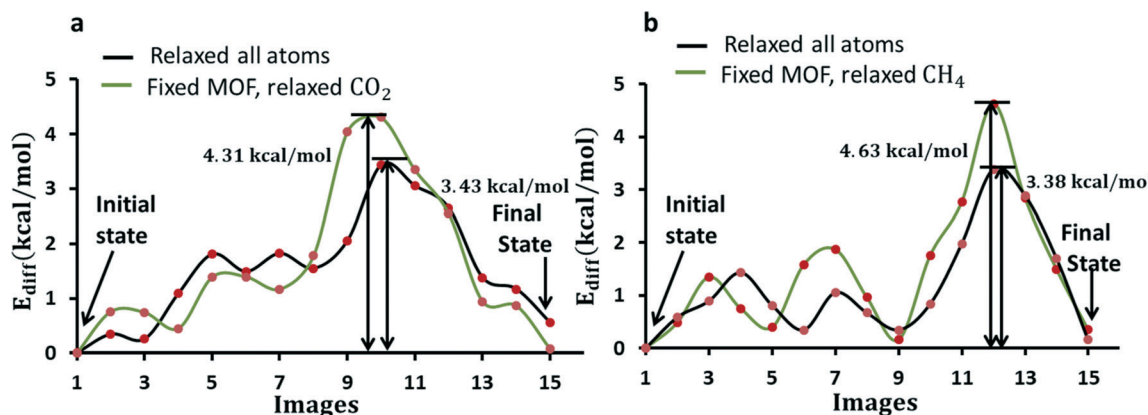 a
Relaxed all atoms
Fixed MOF, relaxed CO2
5
4
3
2
1
0
E_diff(kcal/mol)
4.31 kcal/mol
3.43 kcal/mol
Initial
state
Final
State
1 3 5 7 9 11 13 15
Images
b
Relaxed all atoms
Fixed MOF, relaxed CH4
5
4
3
2
1
0
E_diff(kcal/mol)
4.63 kcal/mol
3.38 kcal/mo
Initial
state
Final
State
1 3 5 7 9 11 13 15
Images